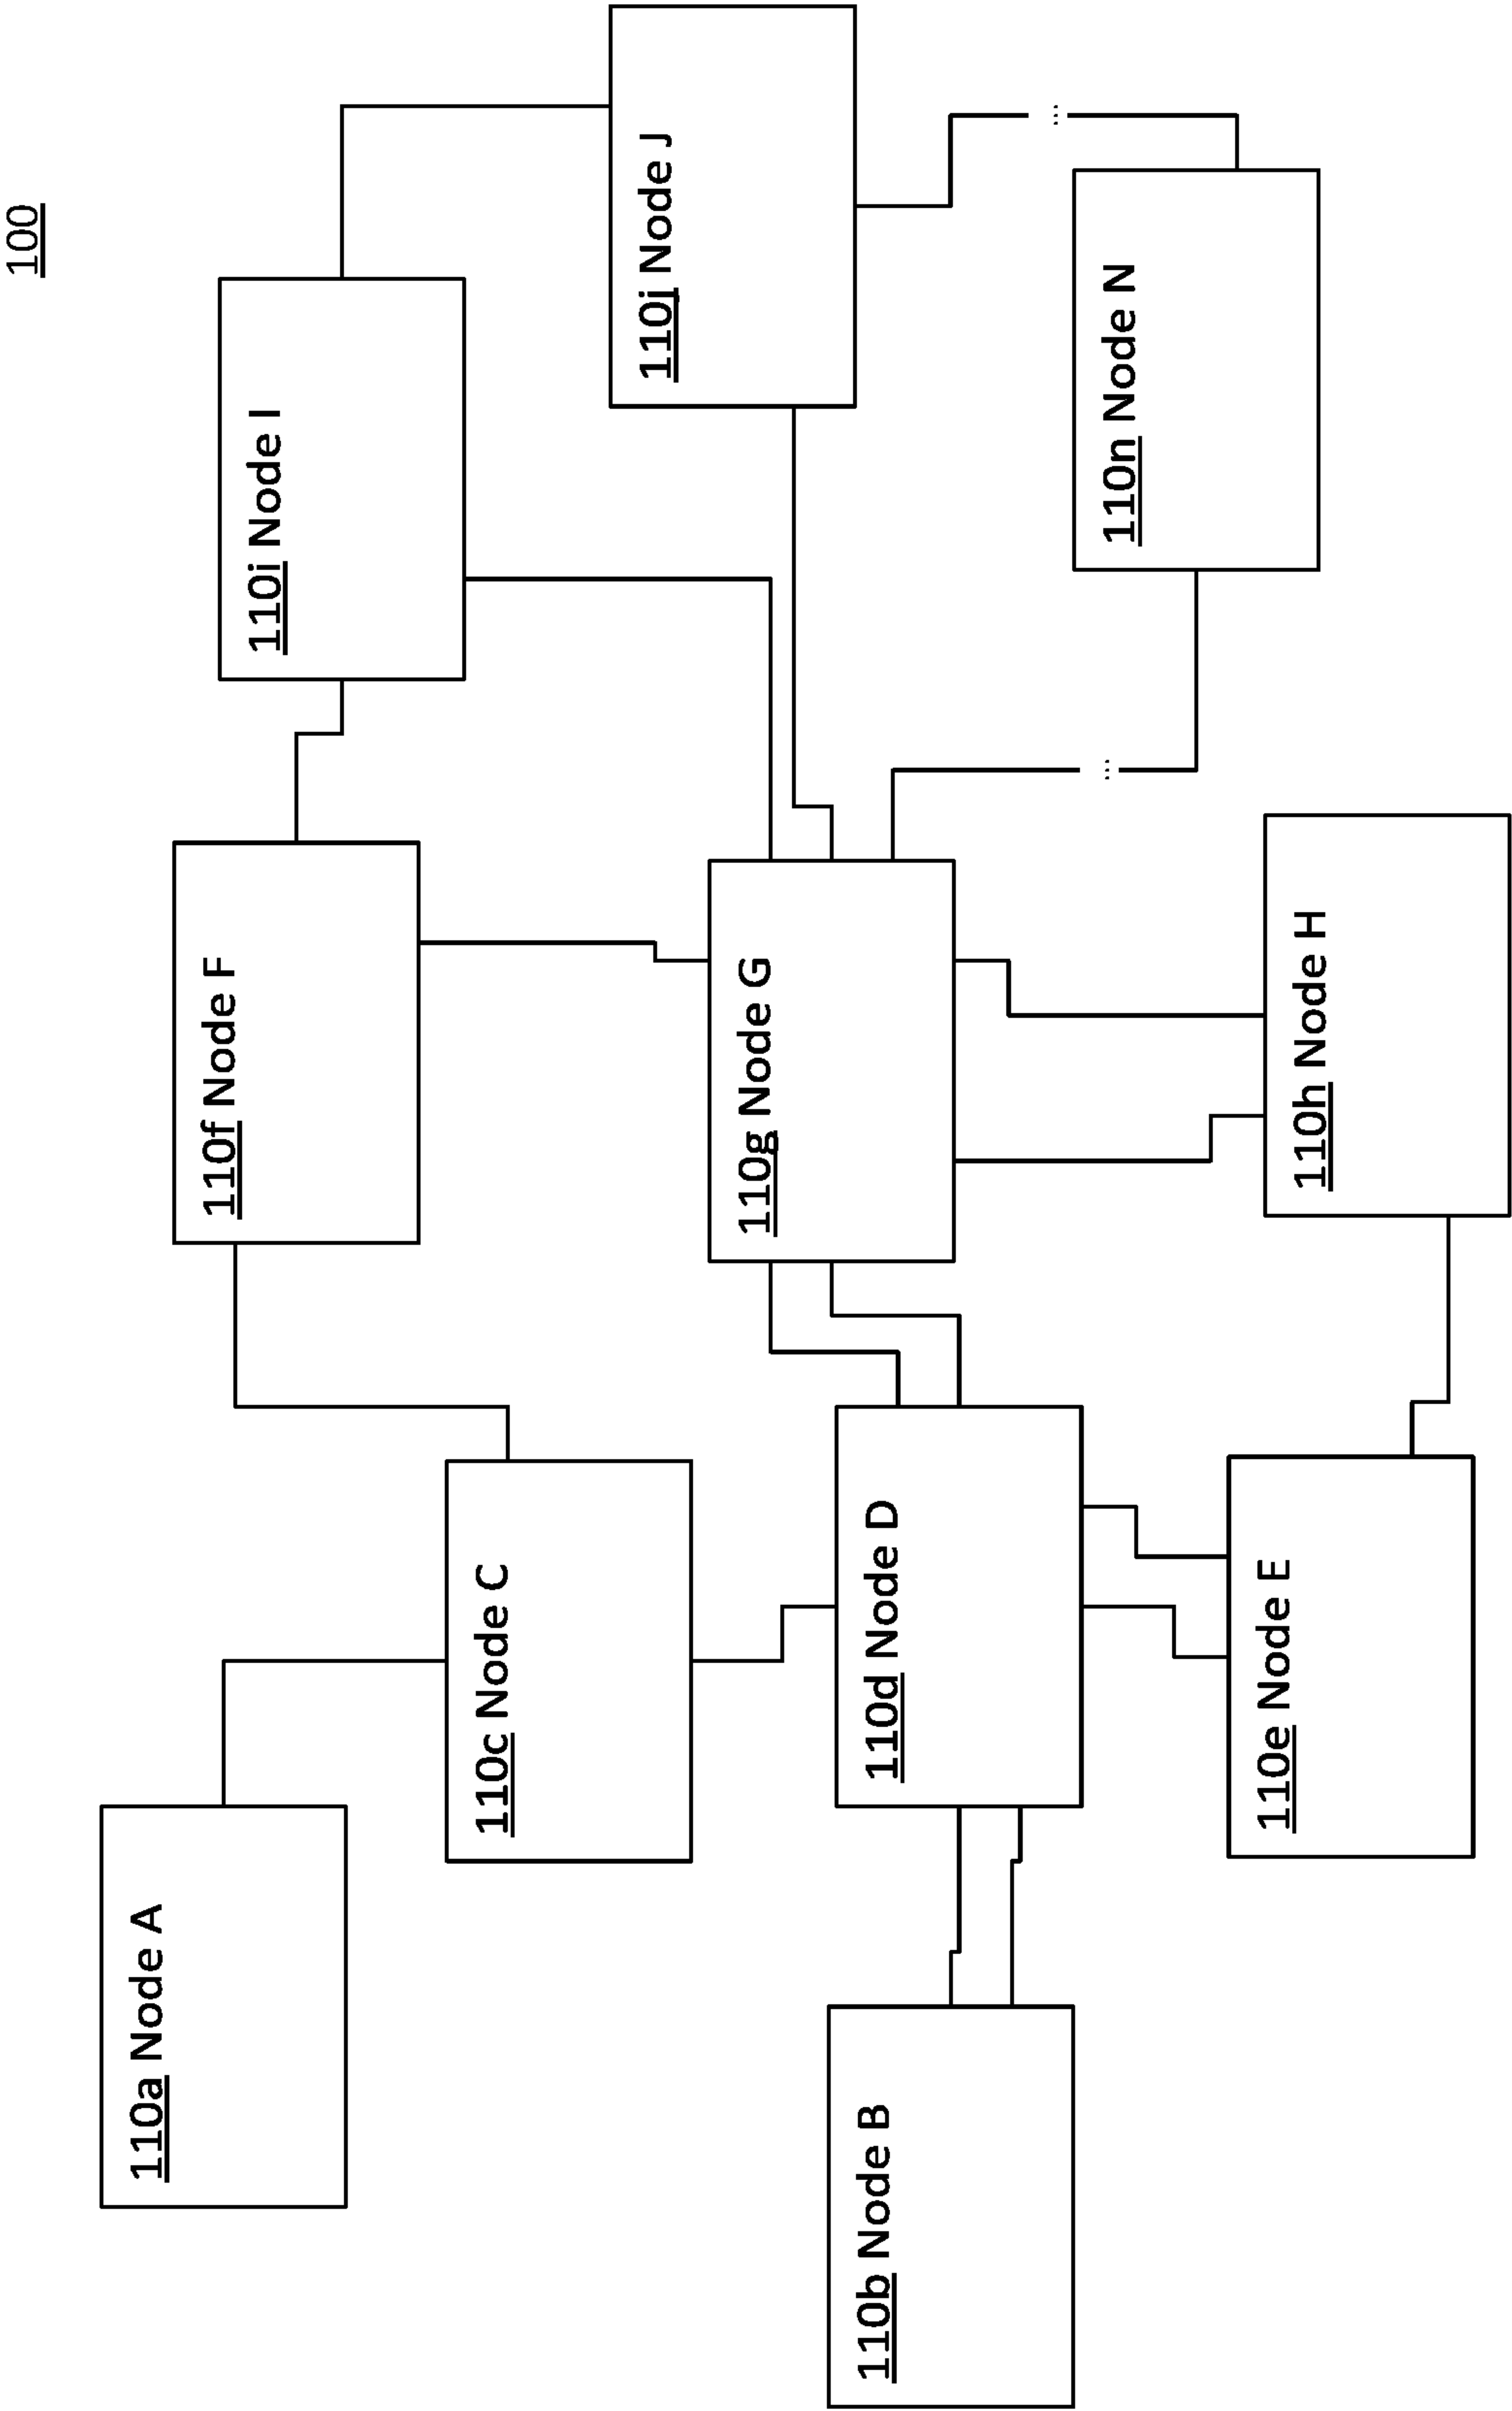 100
110a Node A
110b Node B
110c Node C
110d Node D
110e Node E
110f Node F
110g Node G
110h Node H
110i Node I
110j Node J
110n Node N
...
...